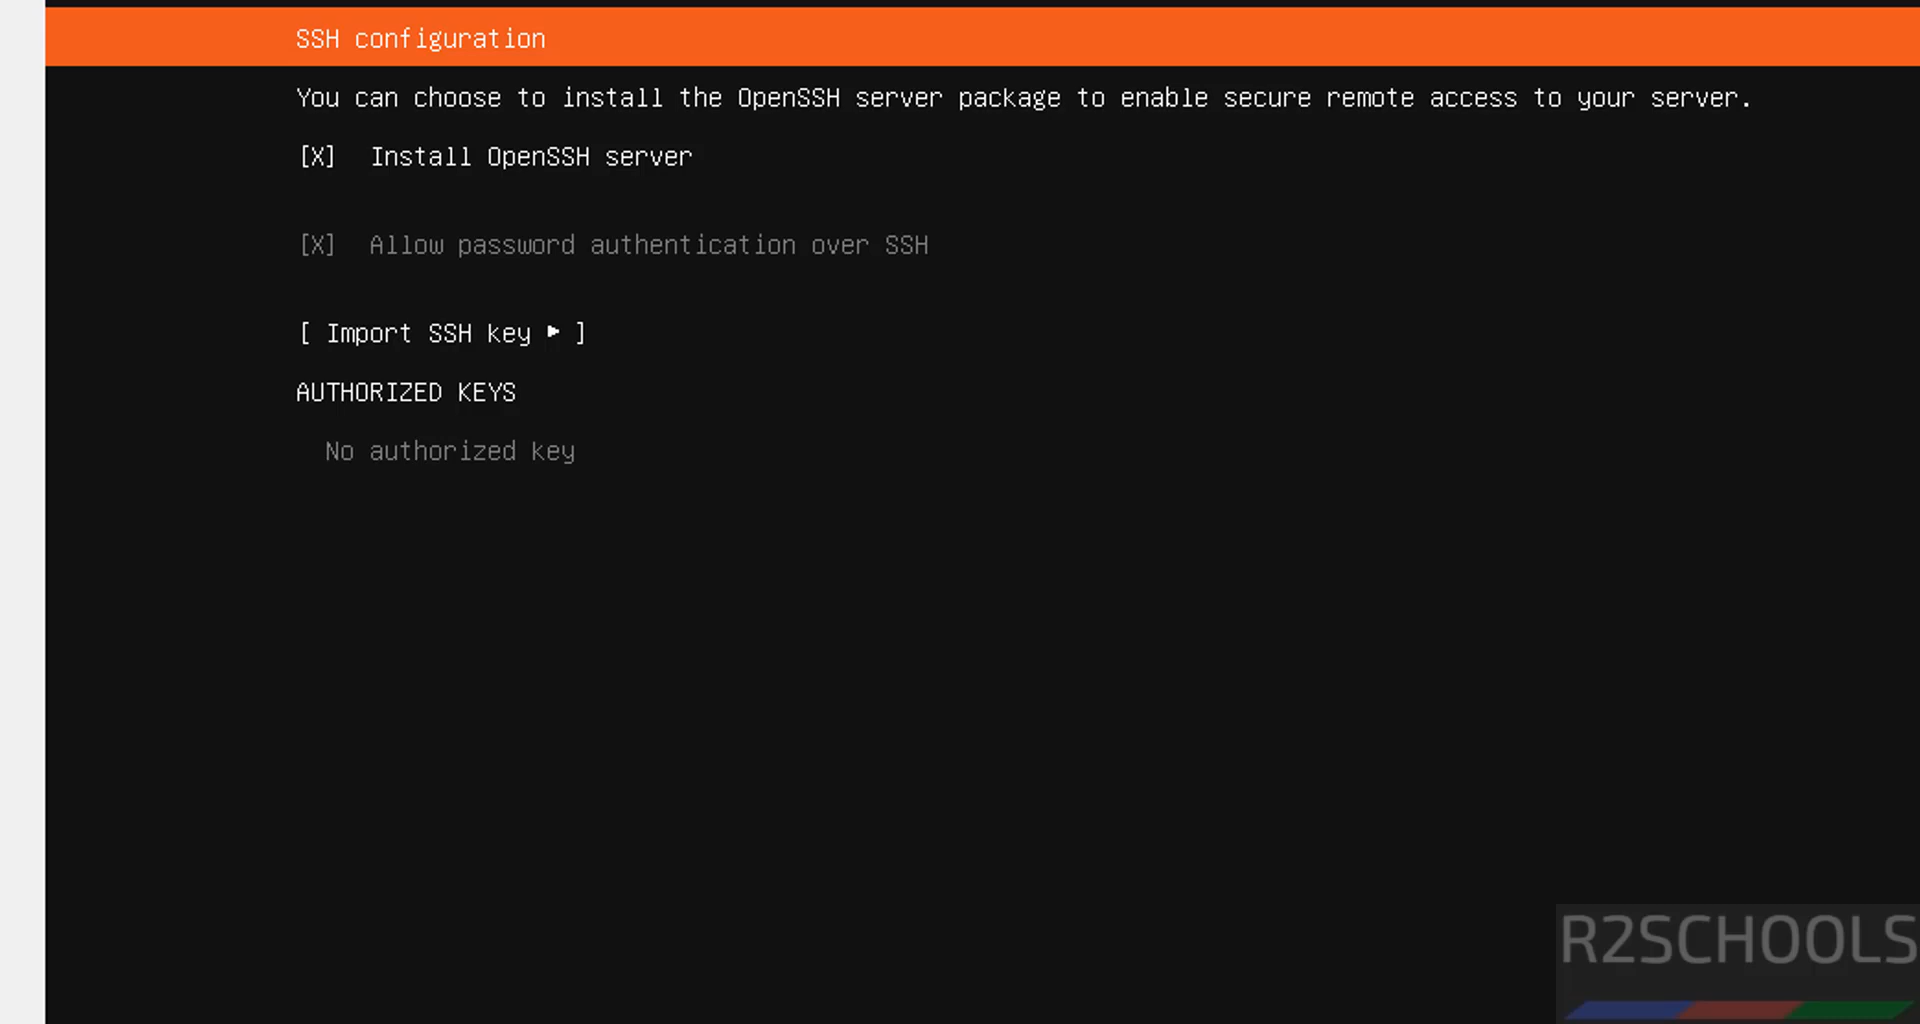 SSH configuration
You can choose to install the OpenSSH server package to enable secure remote access to your server.
[X] Install OpenSSH server
[X] Allow password authentication over SSH
[ Import SSH key ▸ ]
AUTHORIZED KEYS
No authorized key
R2SCHOOLS